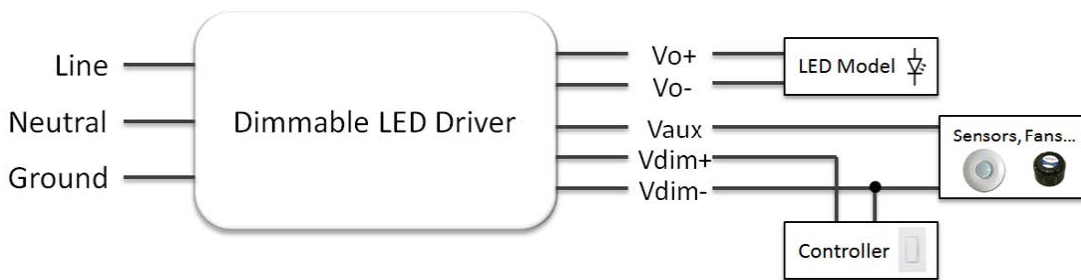 Line
Neutral
Ground
Dimmable LED Driver
Vo+
Vo-
Vaux
Vdim+
Vdim-
LED Model
Sensors, Fans...
Controller